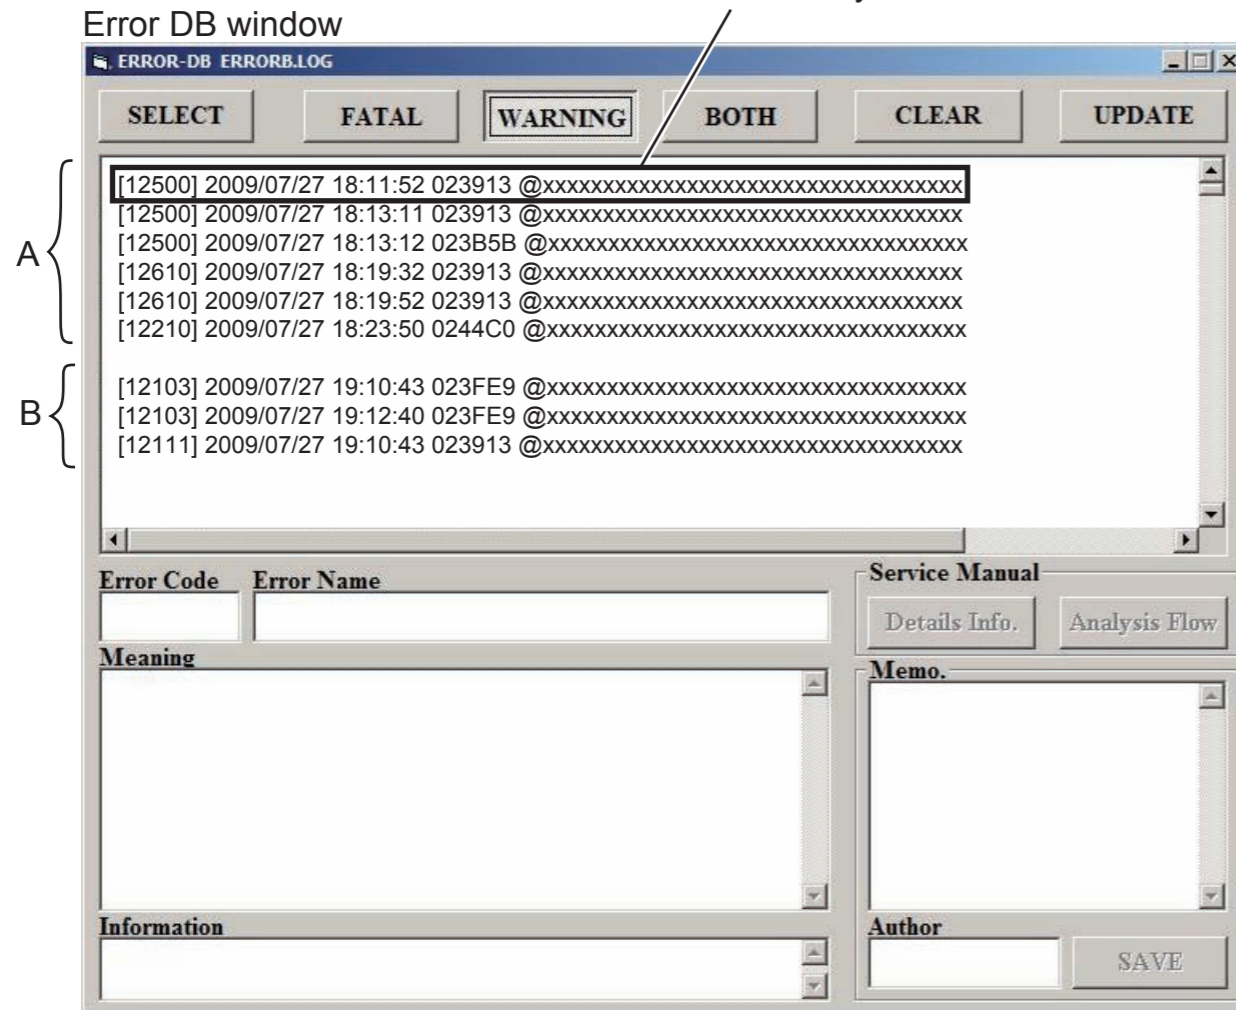 Error DB window
ERROR-DB ERRORB.LOG
SELECT FATAL WARNING BOTH CLEAR UPDATE
A
[12500] 2009/07/27 18:11:52 023913 @xxxxxxxxxxxxxxxxxxxxxxxxxxxxxxxxxxx
[12500] 2009/07/27 18:13:11 023913 @xxxxxxxxxxxxxxxxxxxxxxxxxxxxxxxxxxx
[12500] 2009/07/27 18:13:12 023B5B @xxxxxxxxxxxxxxxxxxxxxxxxxxxxxxxxxxx
[12610] 2009/07/27 18:19:32 023913 @xxxxxxxxxxxxxxxxxxxxxxxxxxxxxxxxxxx
[12610] 2009/07/27 18:19:52 023913 @xxxxxxxxxxxxxxxxxxxxxxxxxxxxxxxxxxx
[12210] 2009/07/27 18:23:50 0244C0 @xxxxxxxxxxxxxxxxxxxxxxxxxxxxxxxxxxx
B
[12103] 2009/07/27 19:10:43 023FE9 @xxxxxxxxxxxxxxxxxxxxxxxxxxxxxxxxxxx
[12103] 2009/07/27 19:12:40 023FE9 @xxxxxxxxxxxxxxxxxxxxxxxxxxxxxxxxxxx
[12111] 2009/07/27 19:10:43 023913 @xxxxxxxxxxxxxxxxxxxxxxxxxxxxxxxxxxx
Error Code Error Name
Service Manual
Details Info. Analysis Flow
Meaning
Memo.
Information
Author
SAVE